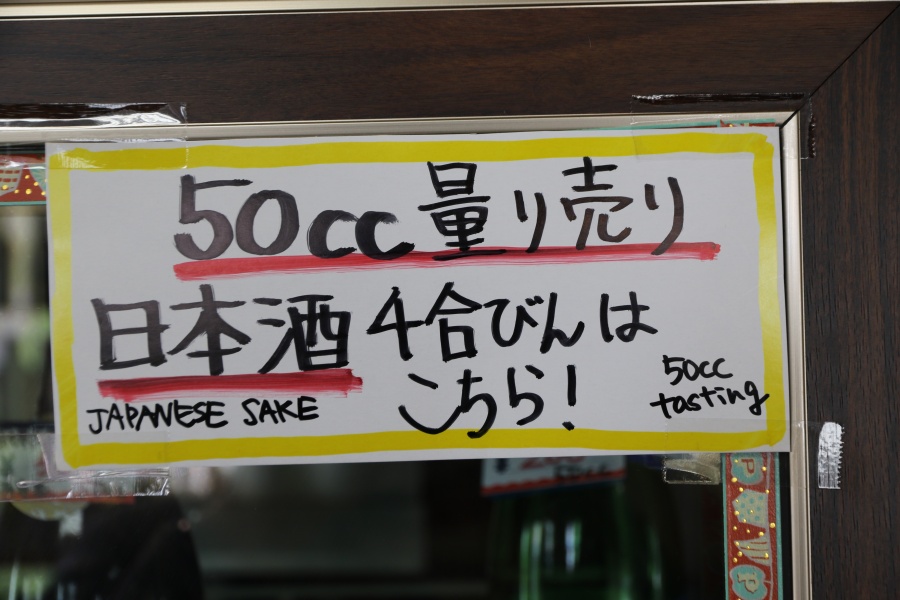 50cc量り売り
日本酒4合びんは
こちら!
JAPANESE SAKE
50cc
tasting